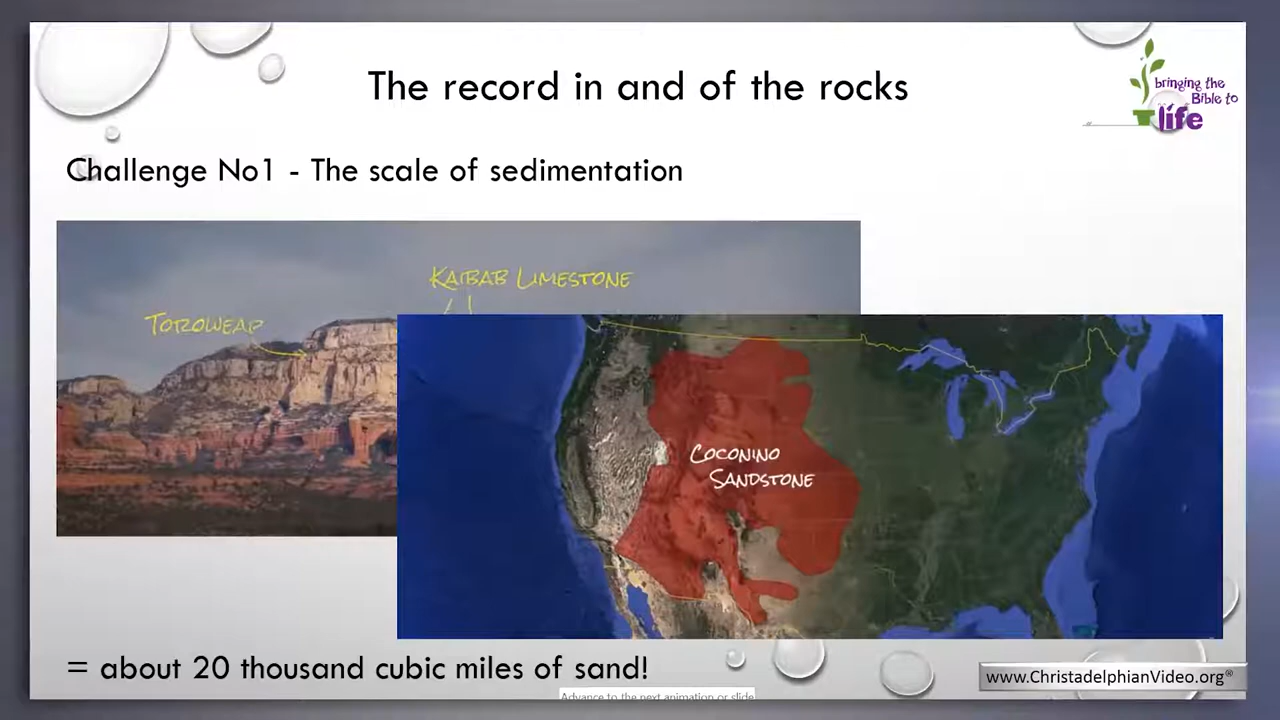 The record in and of the rocks
bringing the
Bible to
life
Challenge No1 - The scale of sedimentation
KAIBAB LIMESTONE
TOROWEAP
COCONINO
SANDSTONE
= about 20 thousand cubic miles of sand!
www.ChristadelphianVideo.org®
Advance to the next animation or slide